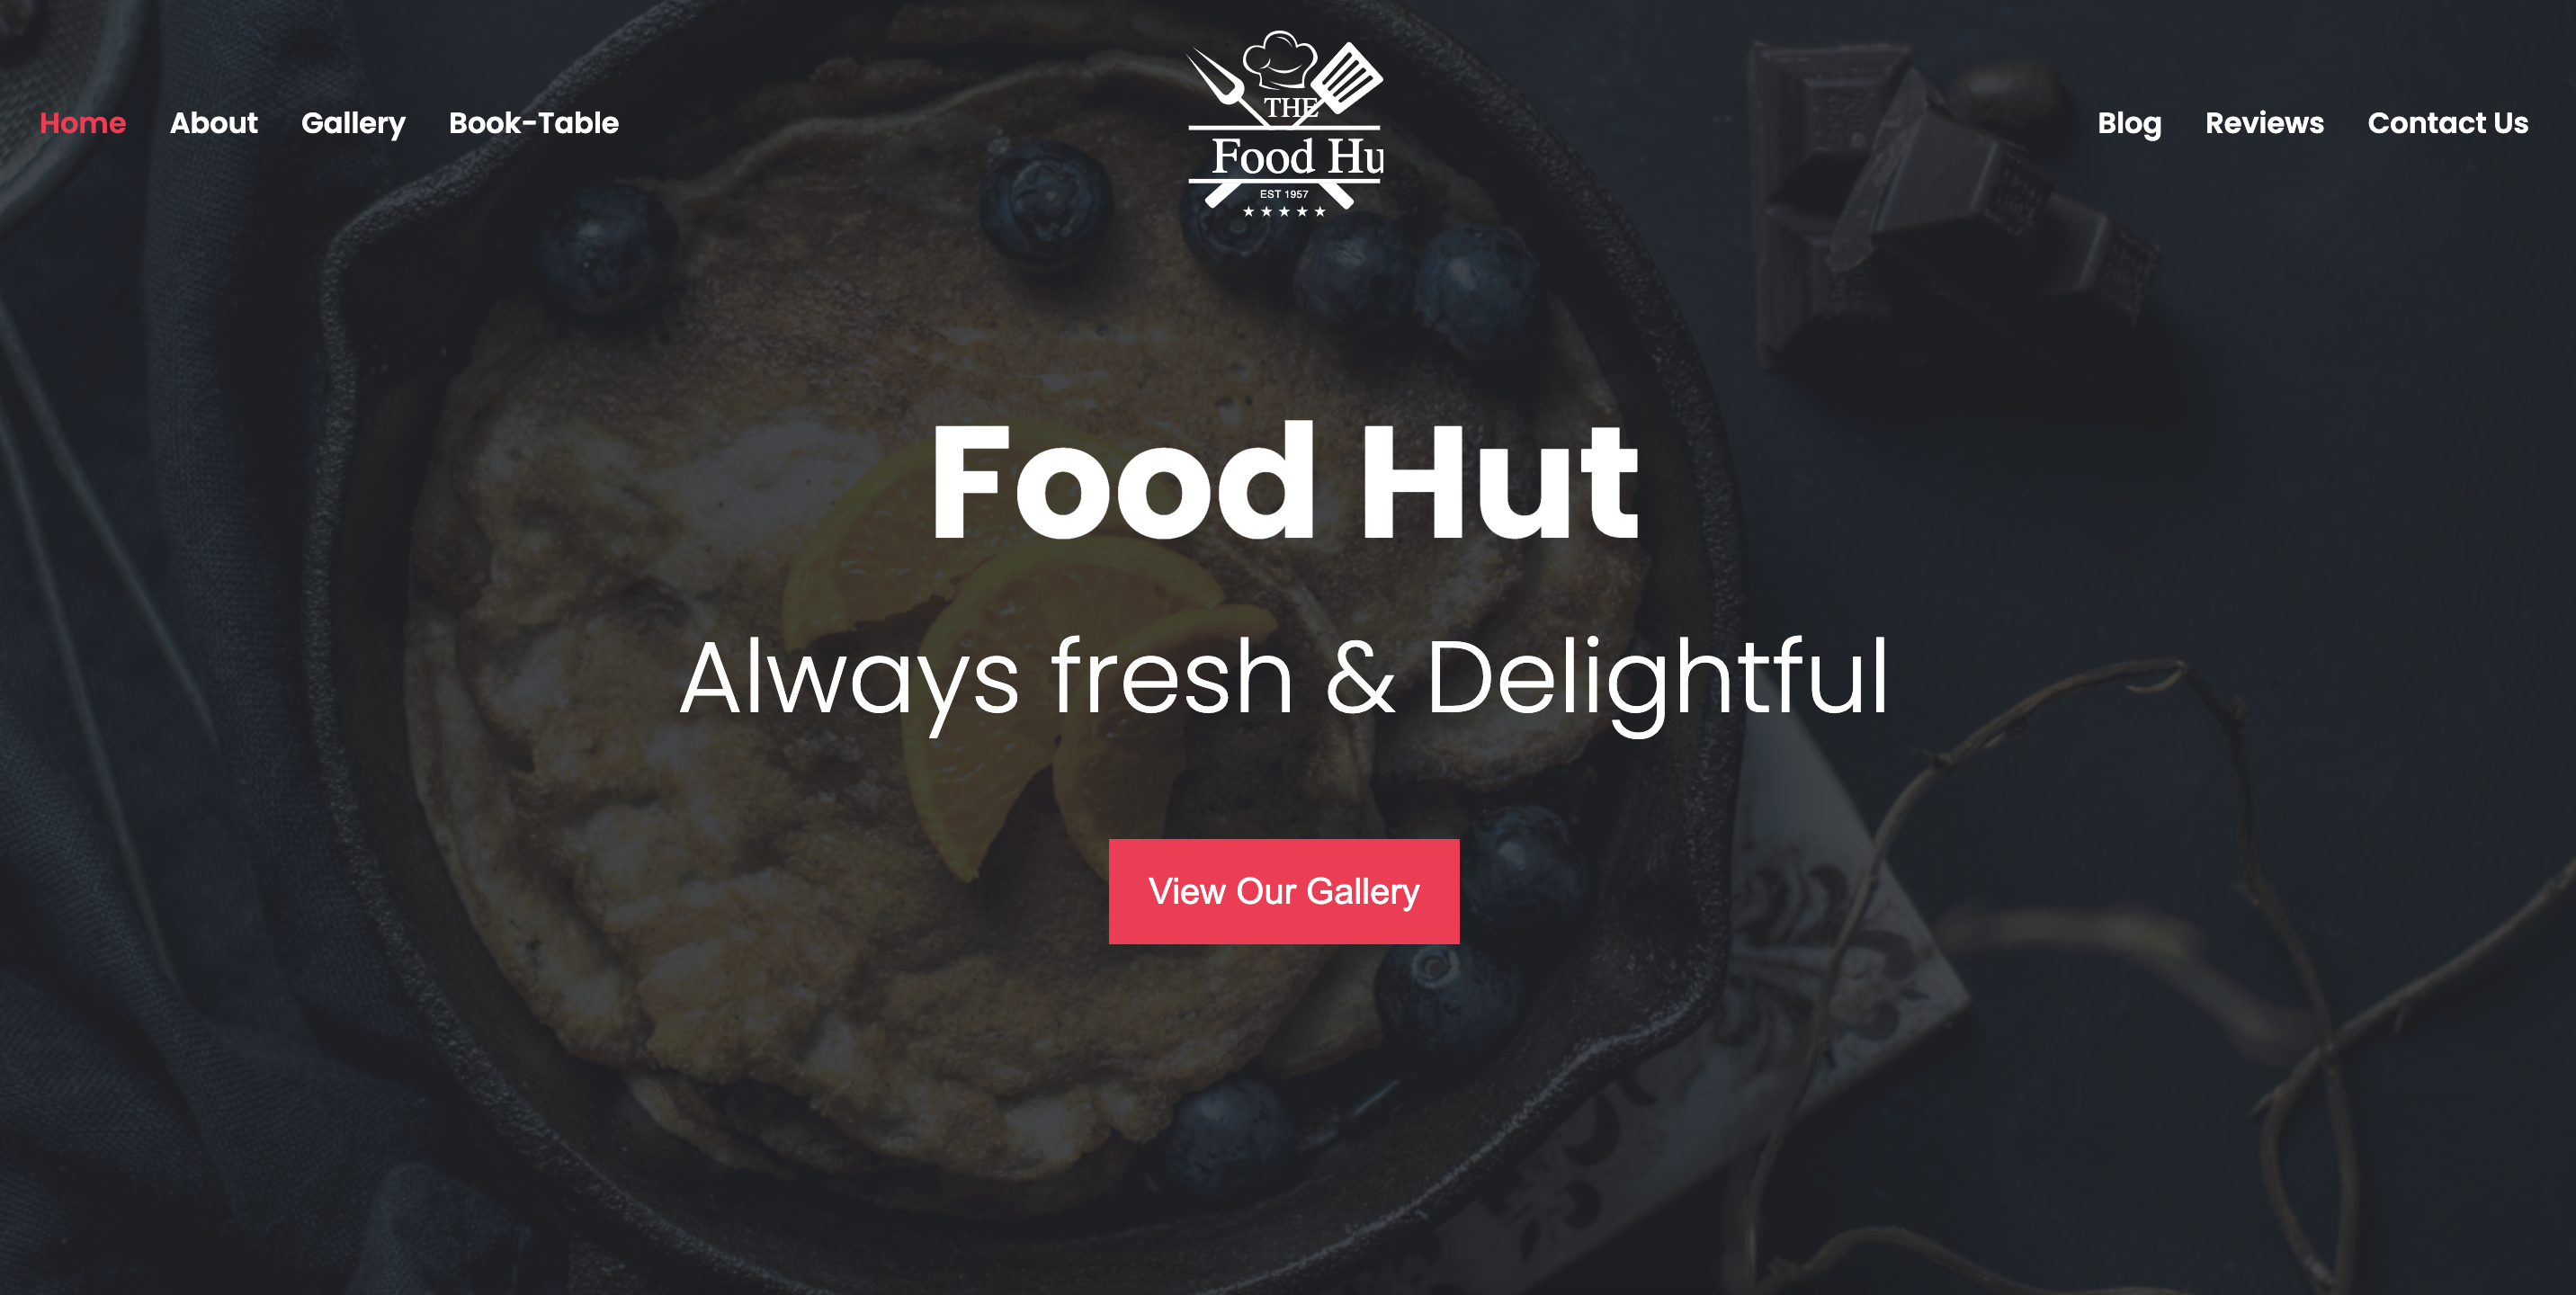 Home About Gallery Book-Table
THE
Food Hu
EST 1957
Blog Reviews Contact Us
Food Hut
Always fresh & Delightful
View Our Gallery